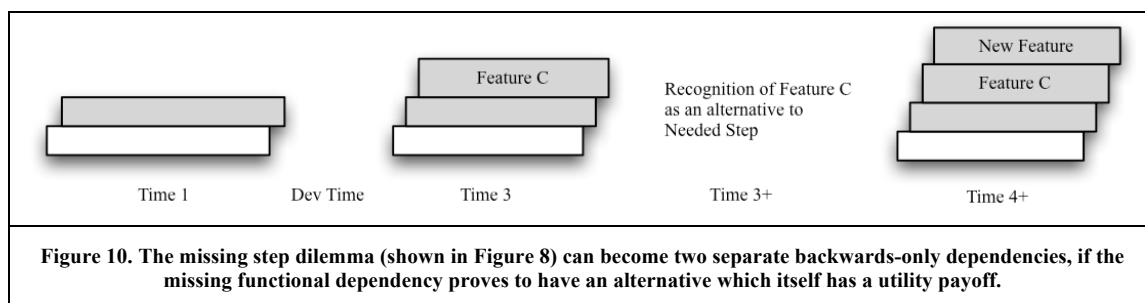 New Feature
Feature C
Feature C
Recognition of Feature C
as an alternative to
Needed Step
Time 1
Dev Time
Time 3
Time 3+
Time 4+
Figure 10. The missing step dilemma (shown in Figure 8) can become two separate backwards-only dependencies, if the
missing functional dependency proves to have an alternative which itself has a utility payoff.